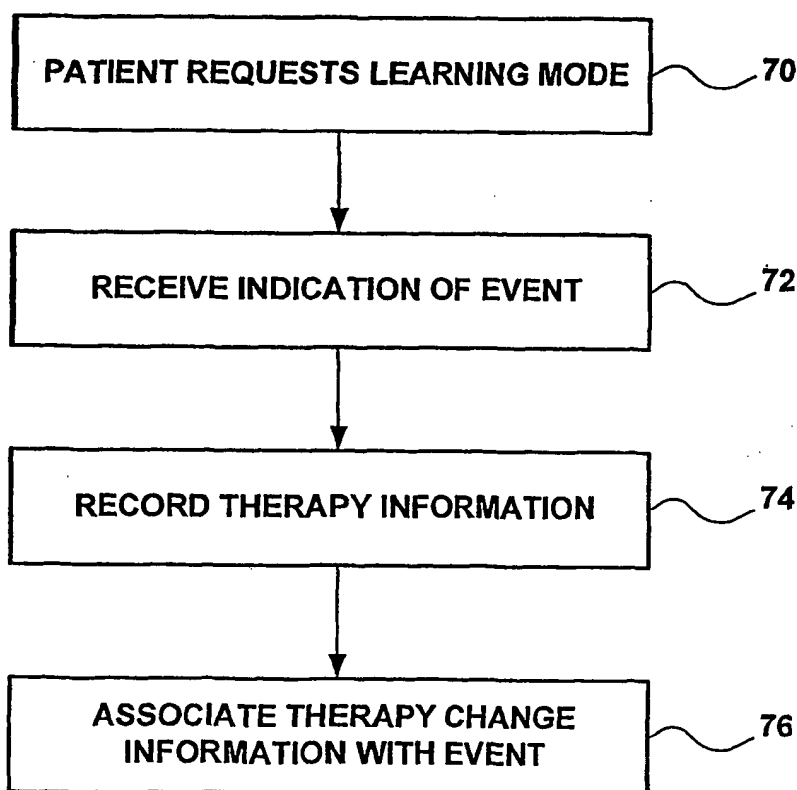 PATIENT REQUESTS LEARNING MODE
70
RECEIVE INDICATION OF EVENT
72
RECORD THERAPY INFORMATION
74
ASSOCIATE THERAPY CHANGE
INFORMATION WITH EVENT
76